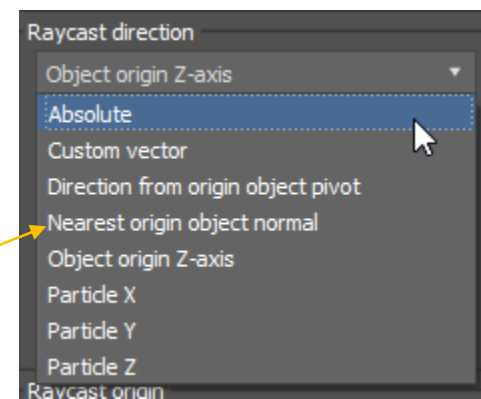 Raycast direction
Object origin Z-axis
Absolute
Custom vector
Direction from origin object pivot
Nearest origin object normal
Object origin Z-axis
Particle X
Particle Y
Particle Z
Raycast origin